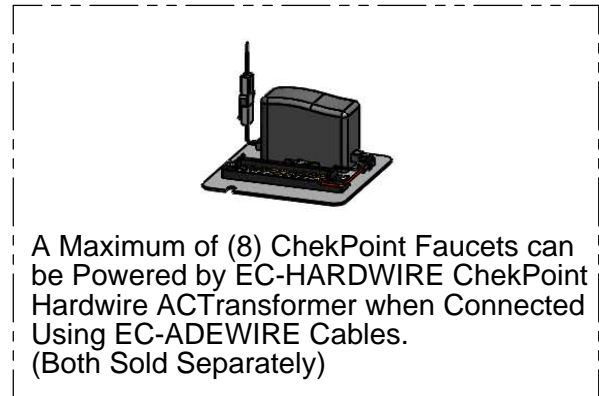 A Maximum of (8) ChekPoint Faucets can
be Powered by EC-HARDWIRE ChekPoint
Hardwire ACTransformer when Connected
Using EC-ADEWIRE Cables.
(Both Sold Separately)